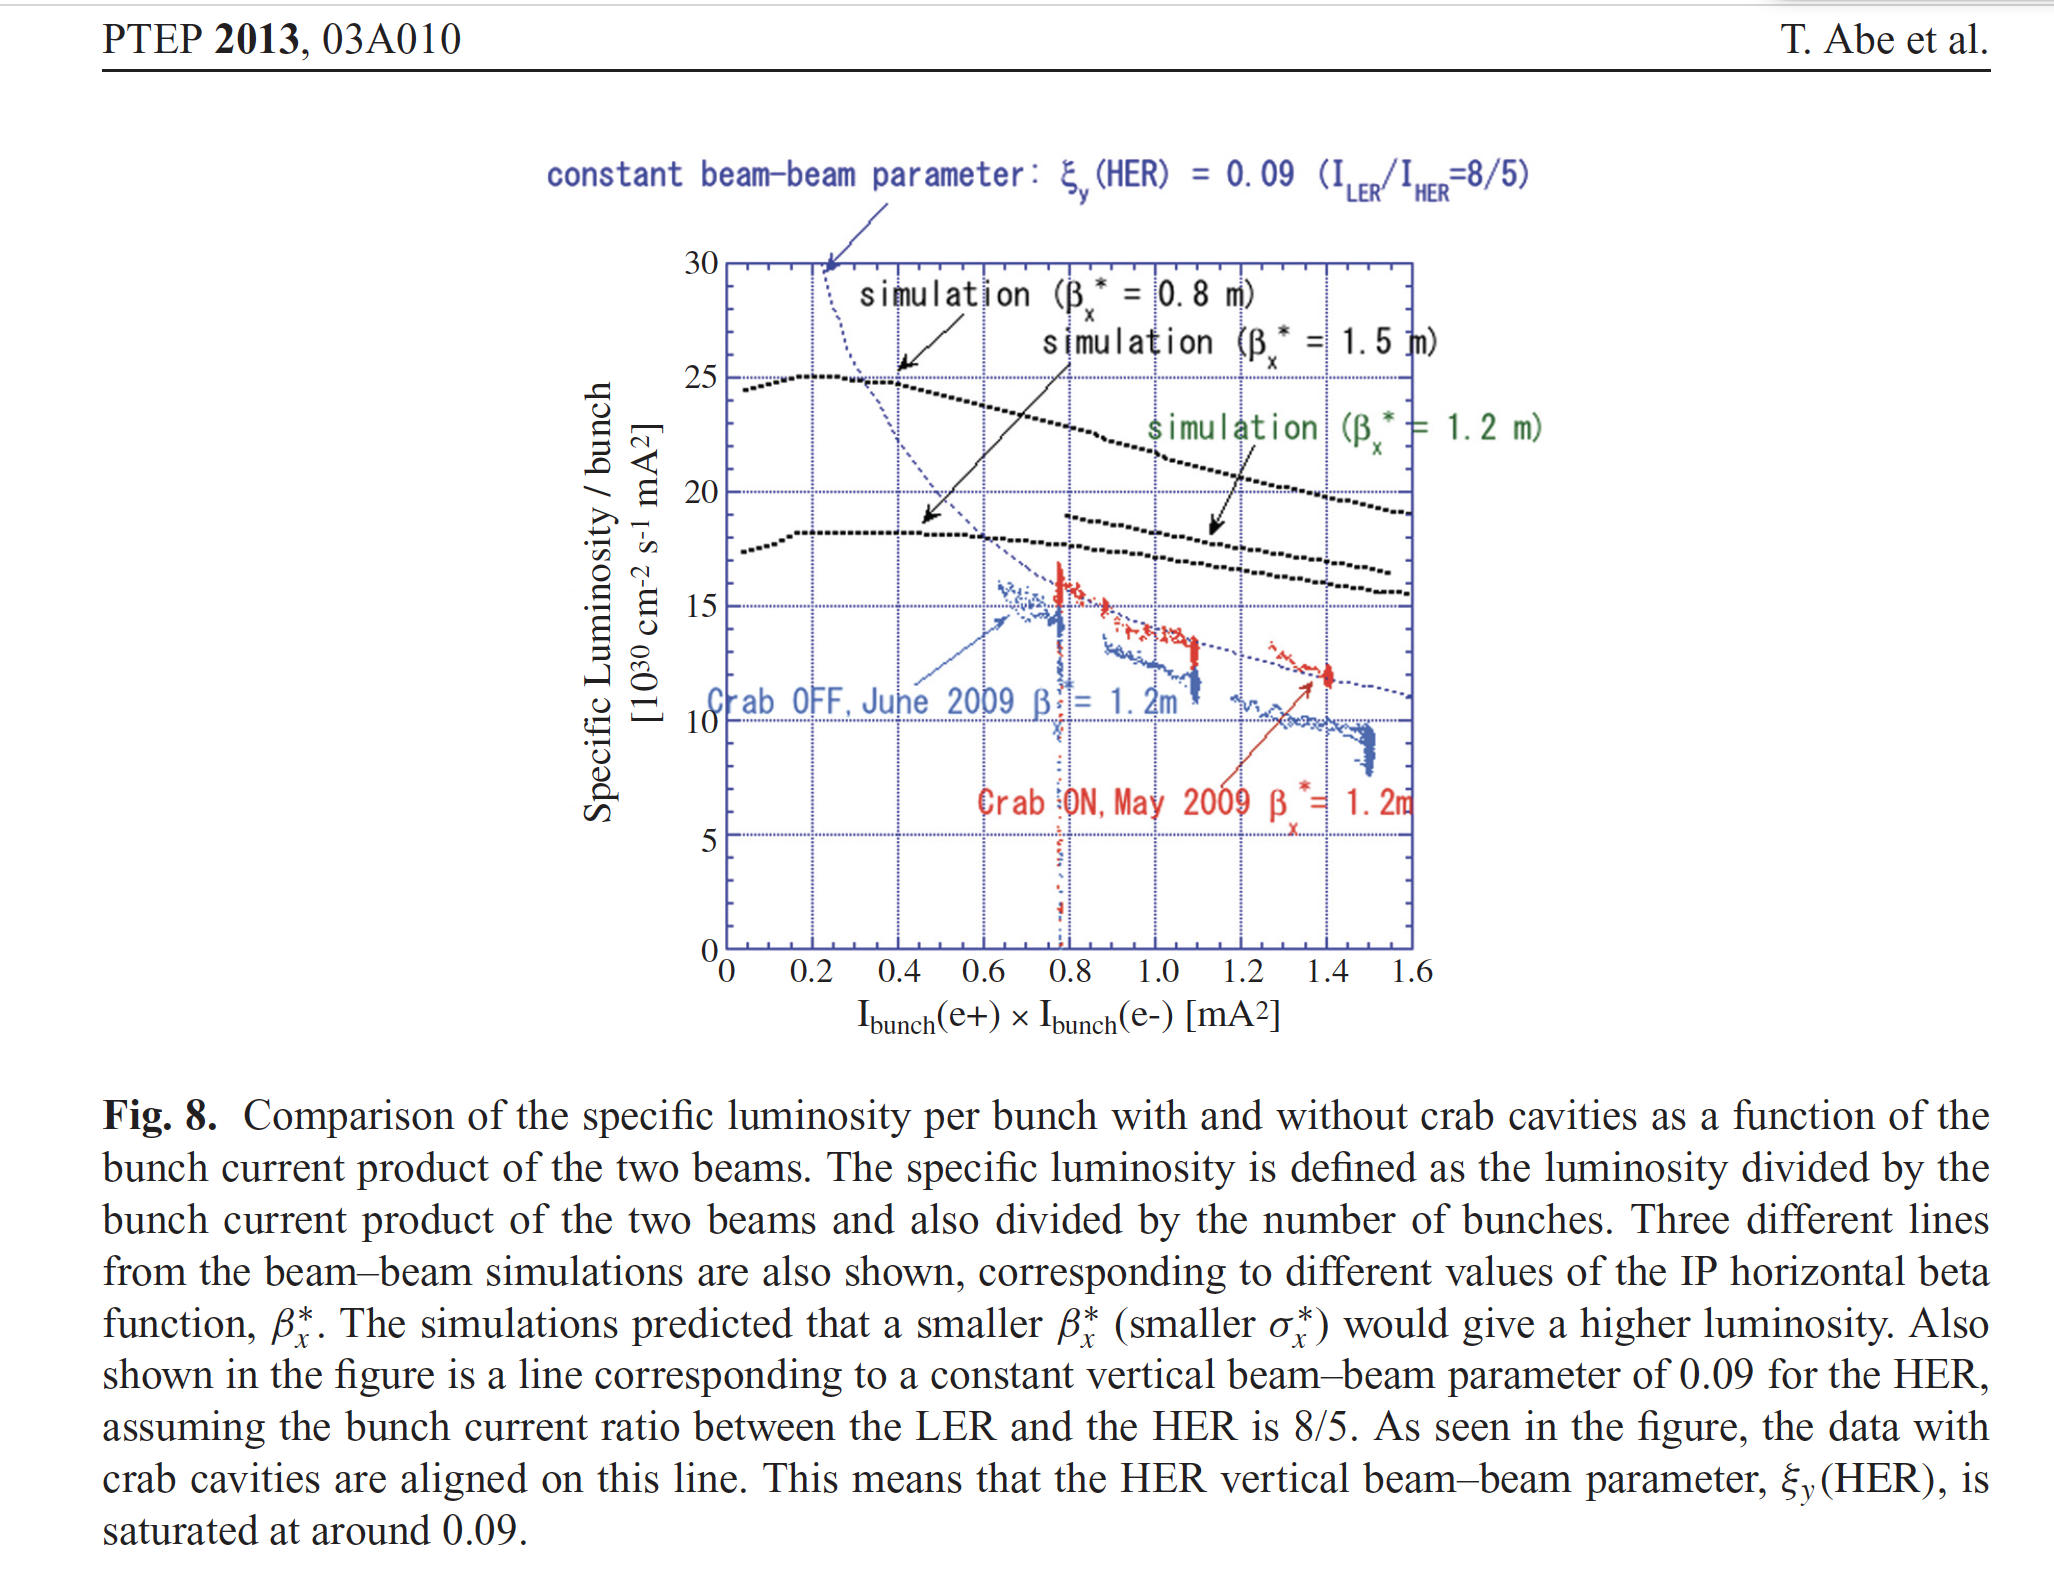 PTEP 2013, 03A010
T. Abe et al.
constant beam-beam parameter: ξy (HER) = 0.09 (ILER/IHER=8/5)
simulation (βx* = 0.8 m)
simulation (βx* = 1.5 m)
simulation (βx* = 1.2 m)
Crab OFF, June 2009 βx*= 1.2m
Crab ON, May 2009 βx*= 1.2m
Specific Luminosity / bunch
[10^30 cm^-2 s^-1 mA^2]
30
25
20
15
10
5
0
0 0.2 0.4 0.6 0.8 1.0 1.2 1.4 1.6
Ibunch(e+) × Ibunch(e-) [mA2]
Fig. 8. Comparison of the specific luminosity per bunch with and without crab cavities as a function of the
bunch current product of the two beams. The specific luminosity is defined as the luminosity divided by the
bunch current product of the two beams and also divided by the number of bunches. Three different lines
from the beam–beam simulations are also shown, corresponding to different values of the IP horizontal beta
function, βx*. The simulations predicted that a smaller βx* (smaller σx*) would give a higher luminosity. Also
shown in the figure is a line corresponding to a constant vertical beam–beam parameter of 0.09 for the HER,
assuming the bunch current ratio between the LER and the HER is 8/5. As seen in the figure, the data with
crab cavities are aligned on this line. This means that the HER vertical beam–beam parameter, ξy(HER), is
saturated at around 0.09.